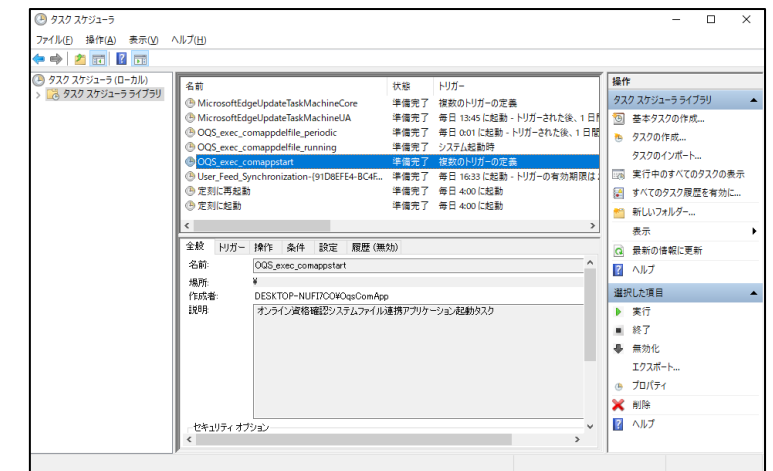 タスク スケジューラ
ファイル(F) 操作(A) 表示(V) ヘルプ(H)
タスク スケジューラ (ローカル)
タスク スケジューラ ライブラリ
名前 状態 トリガー
MicrosoftEdgeUpdateTaskMachineCore 準備完了 複数のトリガーの定義
MicrosoftEdgeUpdateTaskMachineUA 準備完了 毎日 13:45 に起動 - トリガーされた後、1 日間
OQS_exec_comappdelfile_periodic 準備完了 毎日 0:01 に起動 - トリガーされた後、1 日間
OQS_exec_comappdelfile_running 準備完了 システム起動時
OQS_exec_comappstart 準備完了 複数のトリガーの定義
User_Feed_Synchronization-{91D8EFE4-BC4F... 準備完了 毎日 16:33 に起動 - トリガーの有効期限は
定刻に再起動 準備完了 毎日 4:00 に起動
定刻に起動 準備完了 毎日 4:00 に起動
全般 トリガー 操作 条件 設定 履歴 (無効)
名前: OQS_exec_comappstart
場所: ¥
作成者: DESKTOP-NUFI7CO¥OqsComApp
説明: オンライン資格確認システムファイル連携アプリケーション起動タスク
セキュリティ オプション
操作
タスク スケジューラ ライブラリ
基本タスクの作成...
タスクの作成...
タスクのインポート...
実行中のすべてのタスクの表示
すべてのタスク履歴を有効に...
新しいフォルダー...
表示
最新の情報に更新
ヘルプ
選択した項目
実行
終了
無効化
エクスポート...
プロパティ
削除
ヘルプ